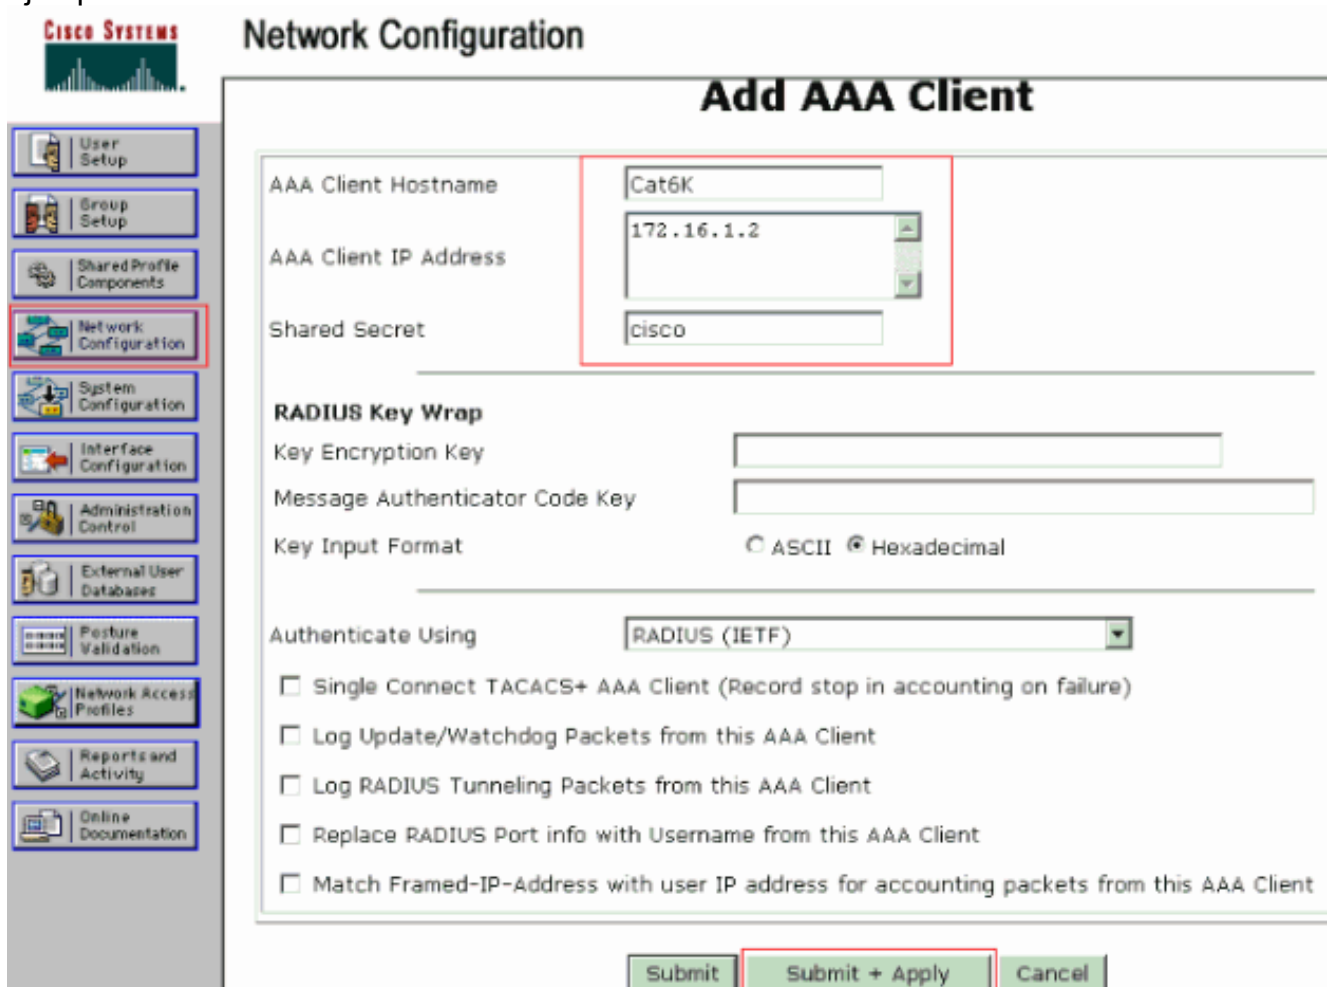 CISCO SYSTEMS
Network Configuration
Add AAA Client
User
Setup
Group
Setup
Shared Profile
Components
Network
Configuration
System
Configuration
Interface
Configuration
Administration
Control
External User
Databases
Posture
Validation
Network Access
Profiles
Reports and
Activity
Online
Documentation
AAA Client Hostname
Cat6K
AAA Client IP Address
172.16.1.2
Shared Secret
cisco
RADIUS Key Wrap
Key Encryption Key
Message Authenticator Code Key
Key Input Format
ASCII Hexadecimal
Authenticate Using
RADIUS (IETF)
Single Connect TACACS+ AAA Client (Record stop in accounting on failure)
Log Update/Watchdog Packets from this AAA Client
Log RADIUS Tunneling Packets from this AAA Client
Replace RADIUS Port info with Username from this AAA Client
Match Framed-IP-Address with user IP address for accounting packets from this AAA Client
Submit
Submit + Apply
Cancel